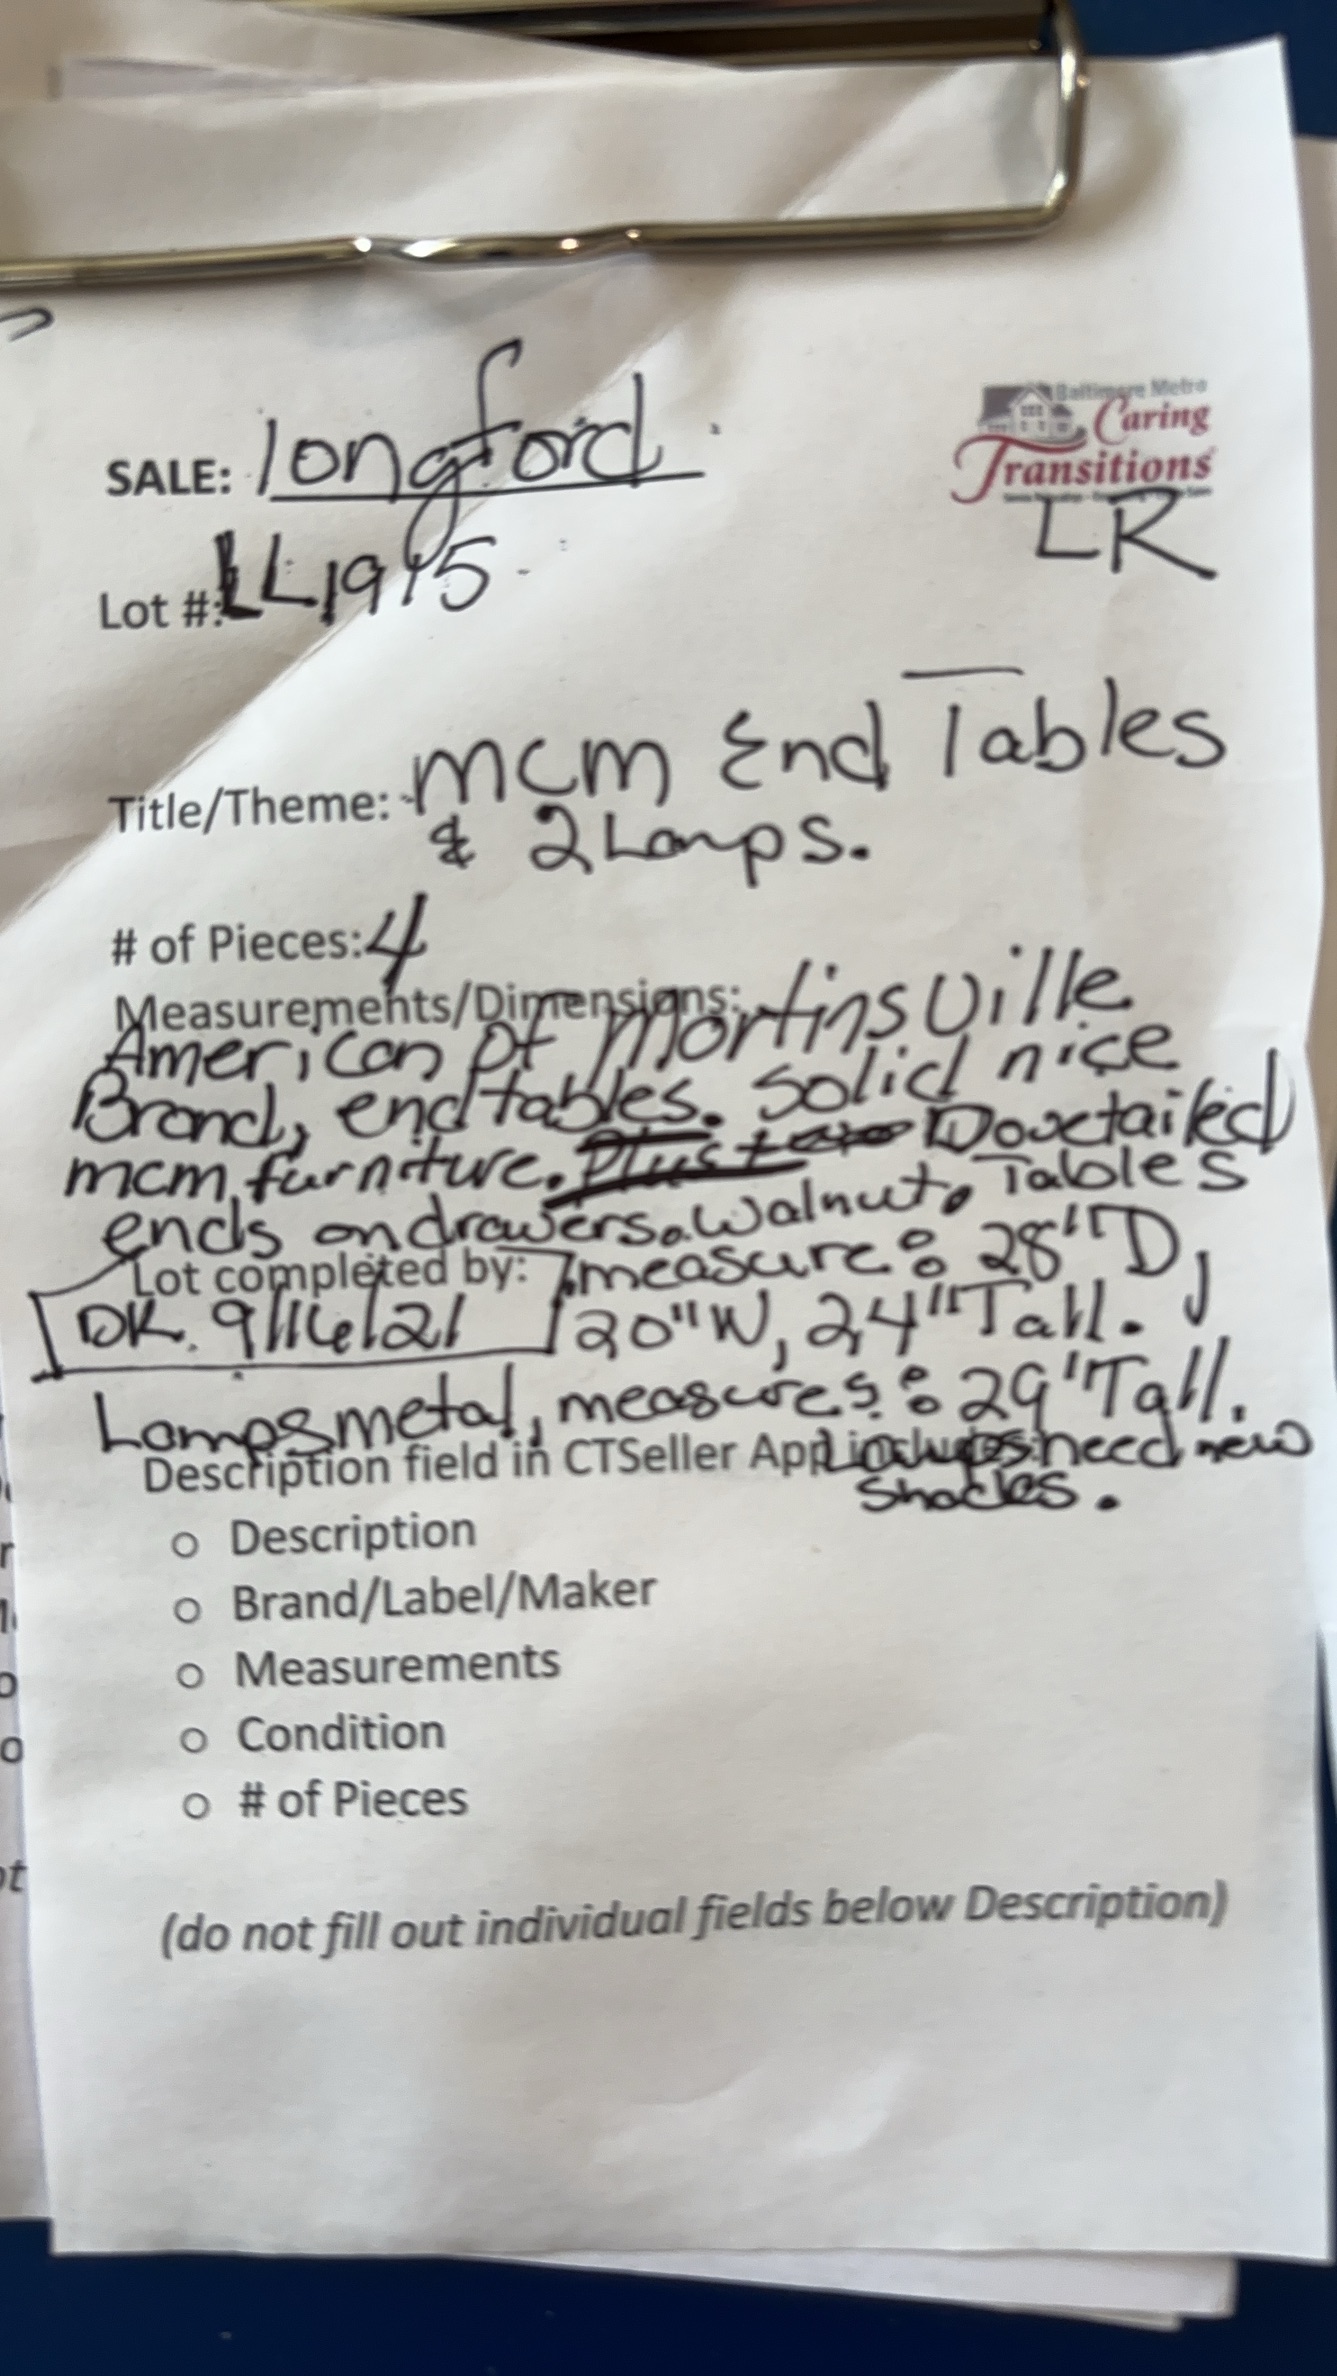 Baltimore Metro
Caring
Transitions
SALE: longford
LR
Lot #: LL1915
Title/Theme: mcm End Tables
& 2 Lamps.
# of Pieces: 4
Measurements/Dimensions: Martinsville
American of
Brand, end tables. Solid nice
mcm, furniture. Plus Dovetailed
ends on drawers. Walnut. Tables
measure: 28" D,
Lot completed by:
DK. 9/16/21 20" W, 24" Tall.
Lamps metal, measures: 29" Tall.
Description field in CTSeller App Lamps need new
shades.
○ Description
○ Brand/Label/Maker
○ Measurements
○ Condition
○ # of Pieces
(do not fill out individual fields below Description)